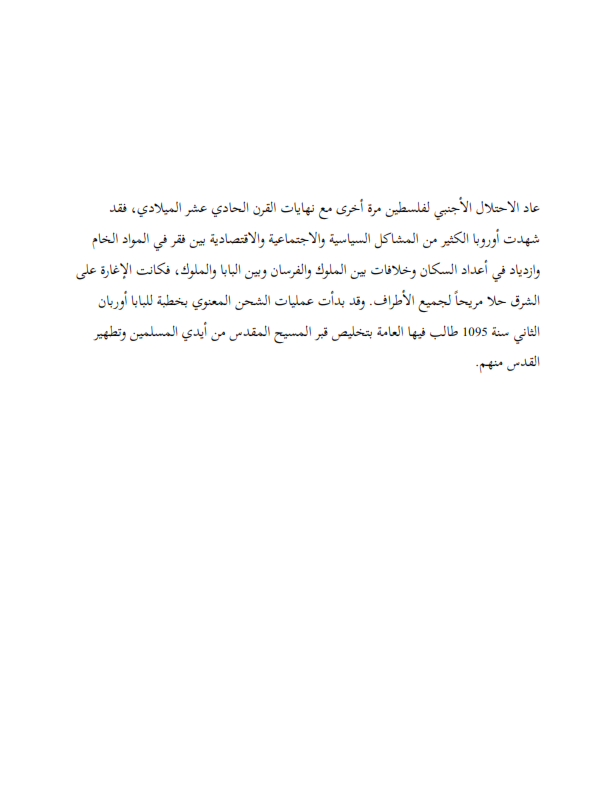 عاد الاحتلال الأجنبي لفلسطين مرة أخرى مع نهايات القرن الحادي عشر الميلادي، فقد
شهدت أوروبا الكثير من المشاكل السياسية والاجتماعية والاقتصادية بين فقر في المواد الخام
وازدياد في أعداد السكان وخلافات بين الملوك والفرسان وبين البابا والملوك، فكانت الإغارة على
الشرق حلا مريحاً لجميع الأطراف. وقد بدأت عمليات الشحن المعنوي بخطبة للبابا أوربان
الثاني سنة 1095 طالب فيها العامة بتخليص قبر المسيح المقدس من أيدي المسلمين وتطهير
القدس منهم.